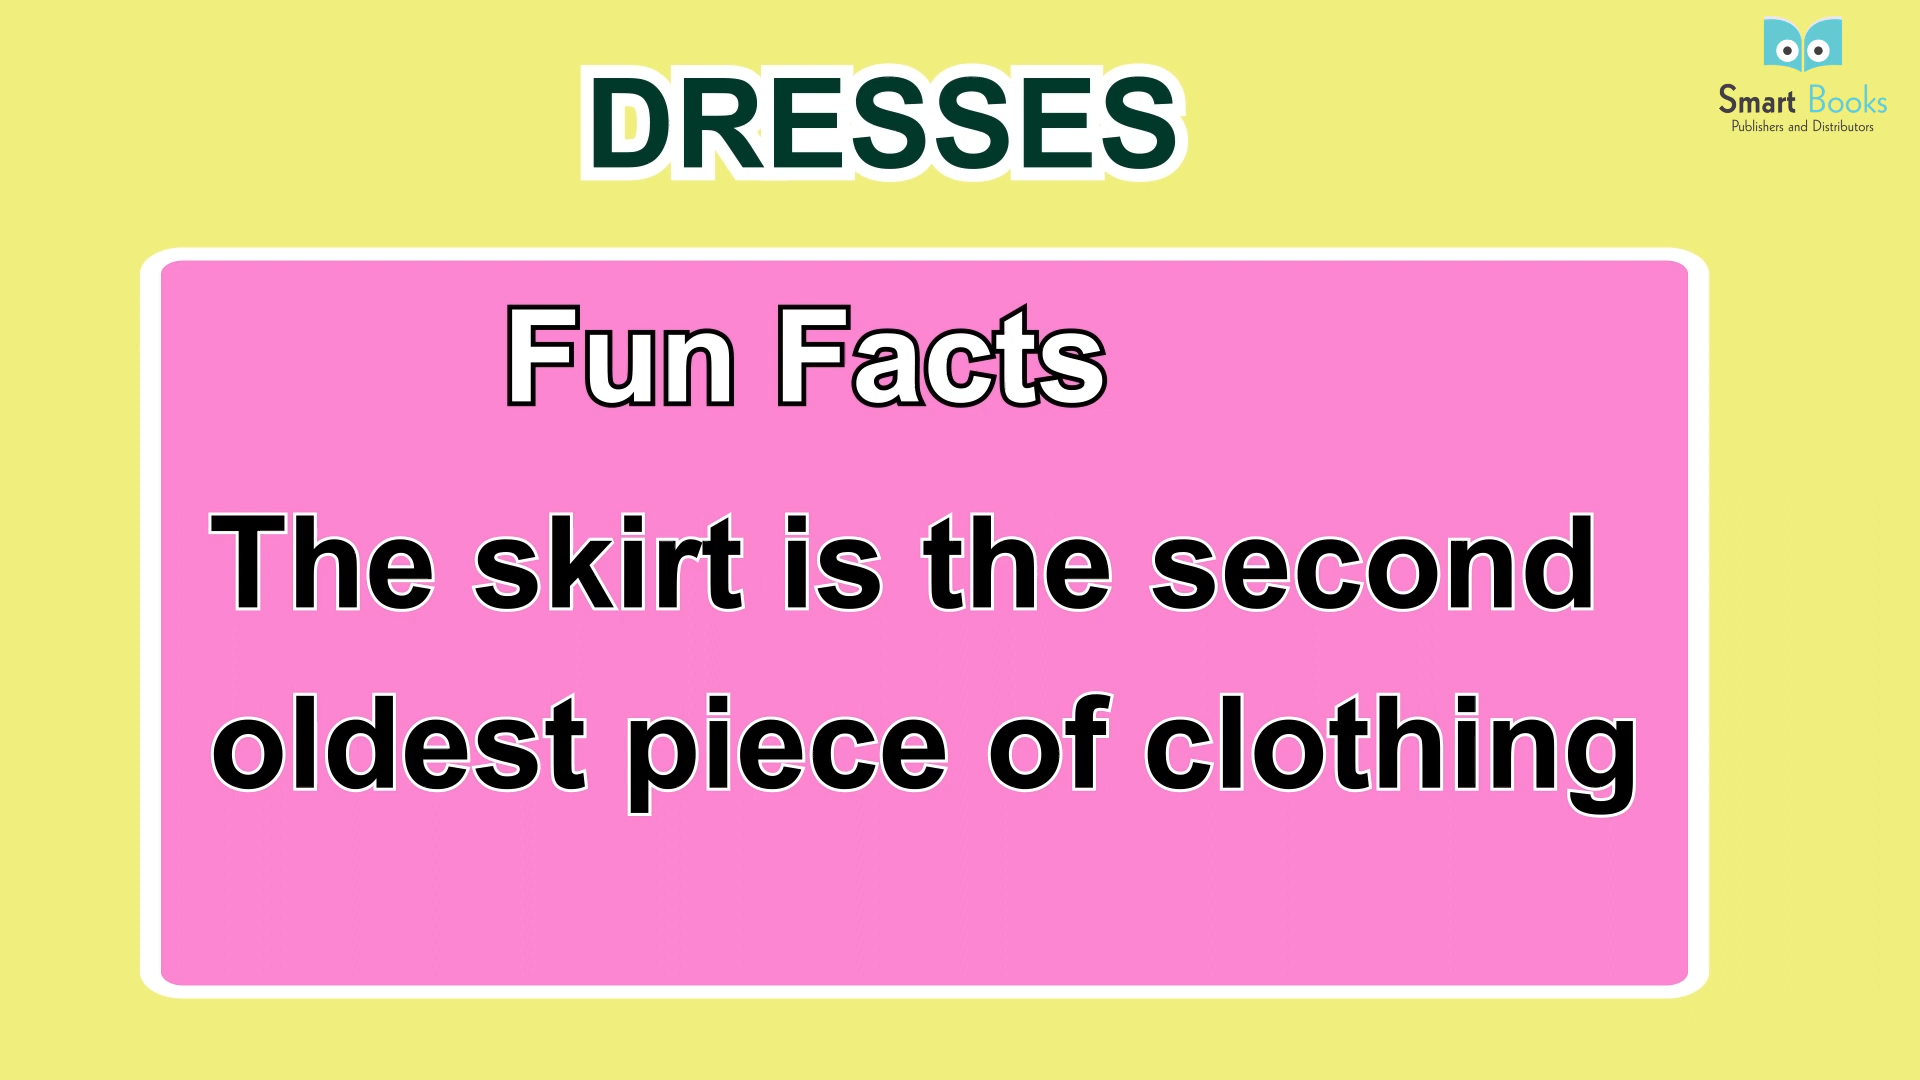 DRESSES
Smart Books
Publishers and Distributors
Fun Facts
The skirt is the second
oldest piece of clothing